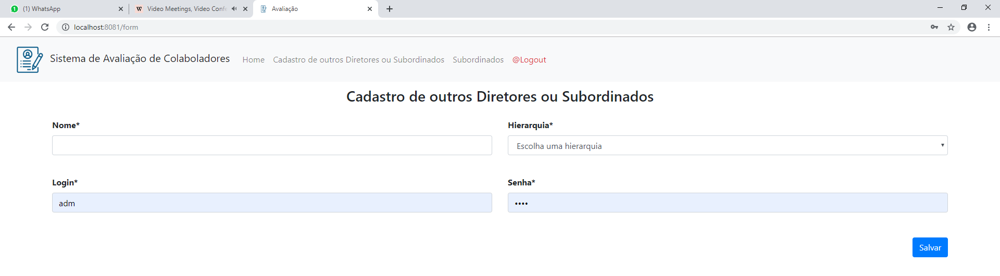 (1) WhatsApp
Video Meetings, Video Confe
Avaliação
localhost:8081/form
Sistema de Avaliação de Colaboladores
Home
Cadastro de outros Diretores ou Subordinados
Subordinados
@Logout
Cadastro de outros Diretores ou Subordinados
Nome*
Hierarquia*
Escolha uma hierarquia
Login*
Senha*
adm
••••
Salvar